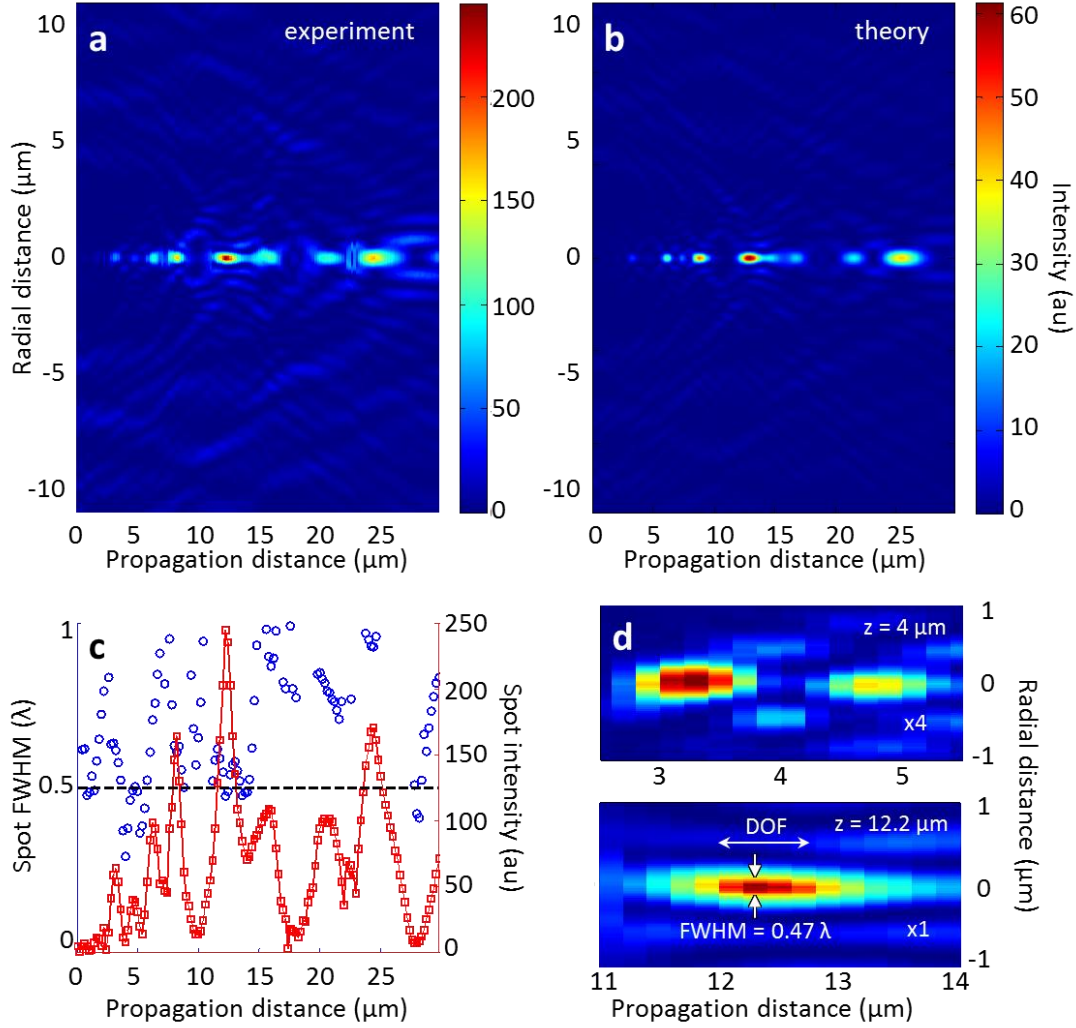 a
experiment
10
5
0
-5
-10
Radial distance (µm)
0
5
10
15
20
25
Propagation distance (µm)
200
150
100
50
0
b
theory
10
5
0
-5
-10
0
5
10
15
20
25
Propagation distance (µm)
60
50
40
30
20
10
0
Intensity (au)
c
1
0.5
0
Spot FWHM (λ)
250
200
150
100
50
0
Spot intensity (au)
0
5
10
15
20
25
Propagation distance (µm)
d
z = 4 µm
x4
1
0
-1
3
4
5
Radial distance (µm)
DOF
z = 12.2 µm
FWHM = 0.47 λ
x1
1
0
-1
11
12
13
14
Propagation distance (µm)